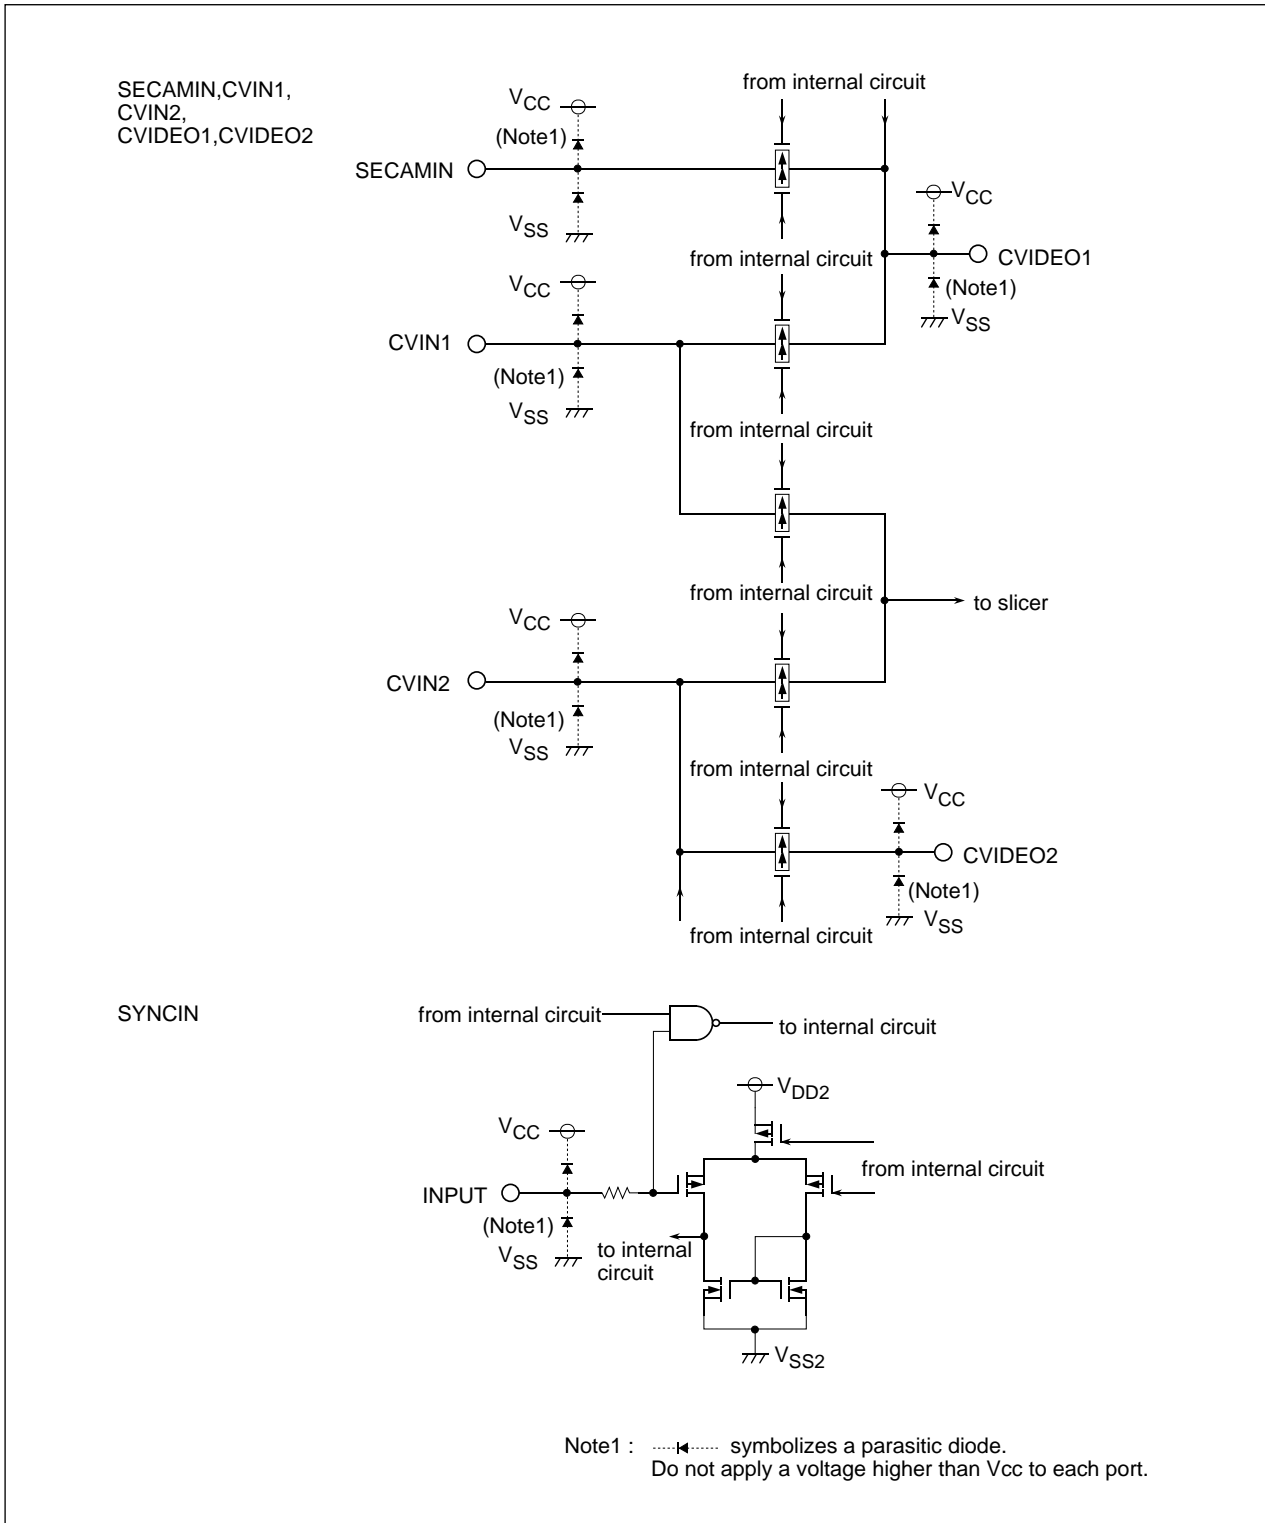 SECAMIN,CVIN1,
CVIN2,
CVIDEO1,CVIDEO2
from internal circuit
VCC
(Note1)
SECAMIN
VSS
VCC
from internal circuit
CVIDEO1
(Note1)
VSS
VCC
CVIN1
(Note1)
VSS
from internal circuit
from internal circuit
to slicer
VCC
CVIN2
(Note1)
VSS
from internal circuit
VCC
CVIDEO2
(Note1)
VSS
from internal circuit
SYNCIN
from internal circuit
to internal circuit
VDD2
VCC
from internal circuit
INPUT
(Note1)
VSS
to internal
circuit
VSS2
Note1 : symbolizes a parasitic diode.
Do not apply a voltage higher than Vcc to each port.